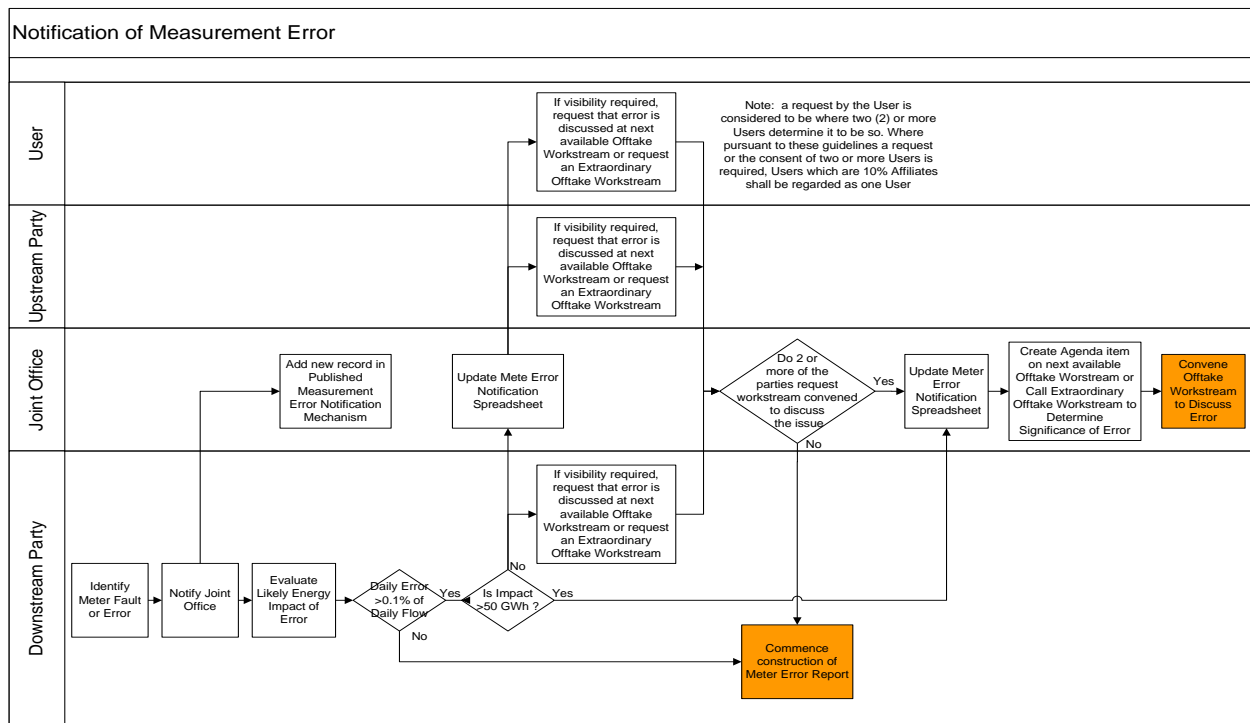 Notification of Measurement Error
User
If visibility required,
request that error is
discussed at next
available Offtake
Workstream or request
an Extraordinary
Offtake Workstream
Note: a request by the User is
considered to be where two (2) or more
Users determine it to be so. Where
pursuant to these guidelines a request
or the consent of two or more Users is
required, Users which are 10% Affiliates
shall be regarded as one User
Upstream Party
If visibility required,
request that error is
discussed at next
available Offtake
Workstream or request
an Extraordinary
Offtake Workstream
Joint Office
Add new record in
Published
Measurement
Error Notification
Mechanism
Update Mete Error
Notification
Spreadsheet
Do 2 or
more of the
parties request
workstream convened
to discuss
the issue
Yes
No
Update Meter
Error
Notification
Spreadsheet
Create Agenda item
on next available
Offtake Worstream or
Call Extraordinary
Offtake Workstream to
Determine
Significance of Error
Convene
Offtake
Workstream
to Discuss
Error
Downstream Party
If visibility required,
request that error is
discussed at next
available Offtake
Workstream or request
an Extraordinary
Offtake Workstream
Identify
Meter Fault
or Error
Notify Joint
Office
Evaluate
Likely Energy
Impact of
Error
Daily Error
>0.1% of
Daily Flow
Yes
No
Is Impact
>50 GWh ?
No
Yes
Commence
construction of
Meter Error Report